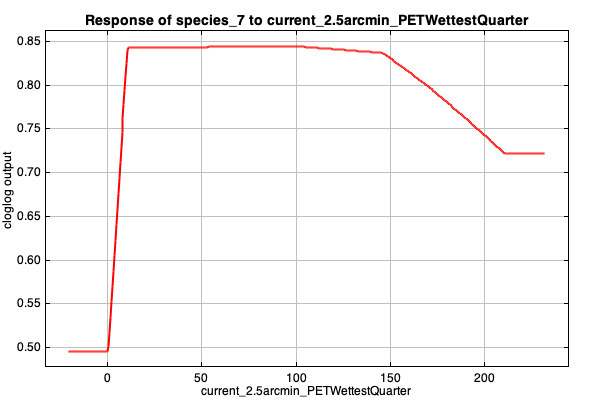 Response of species_7 to current_2.5arcmin_PETWettestQuarter
0.85
0.80
0.75
0.70
0.65
0.60
0.55
0.50
cloglog output
0 50 100 150 200
current_2.5arcmin_PETWettestQuarter